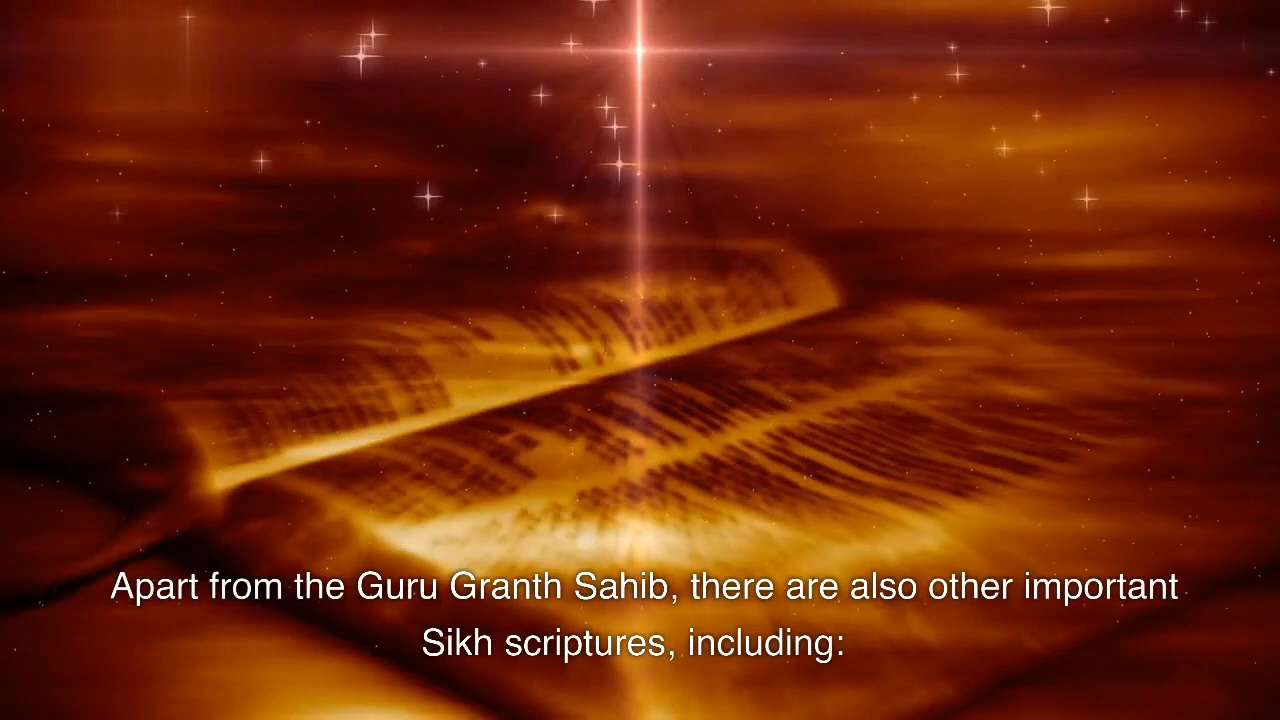 Apart from the Guru Granth Sahib, there are also other important
Sikh scriptures, including: